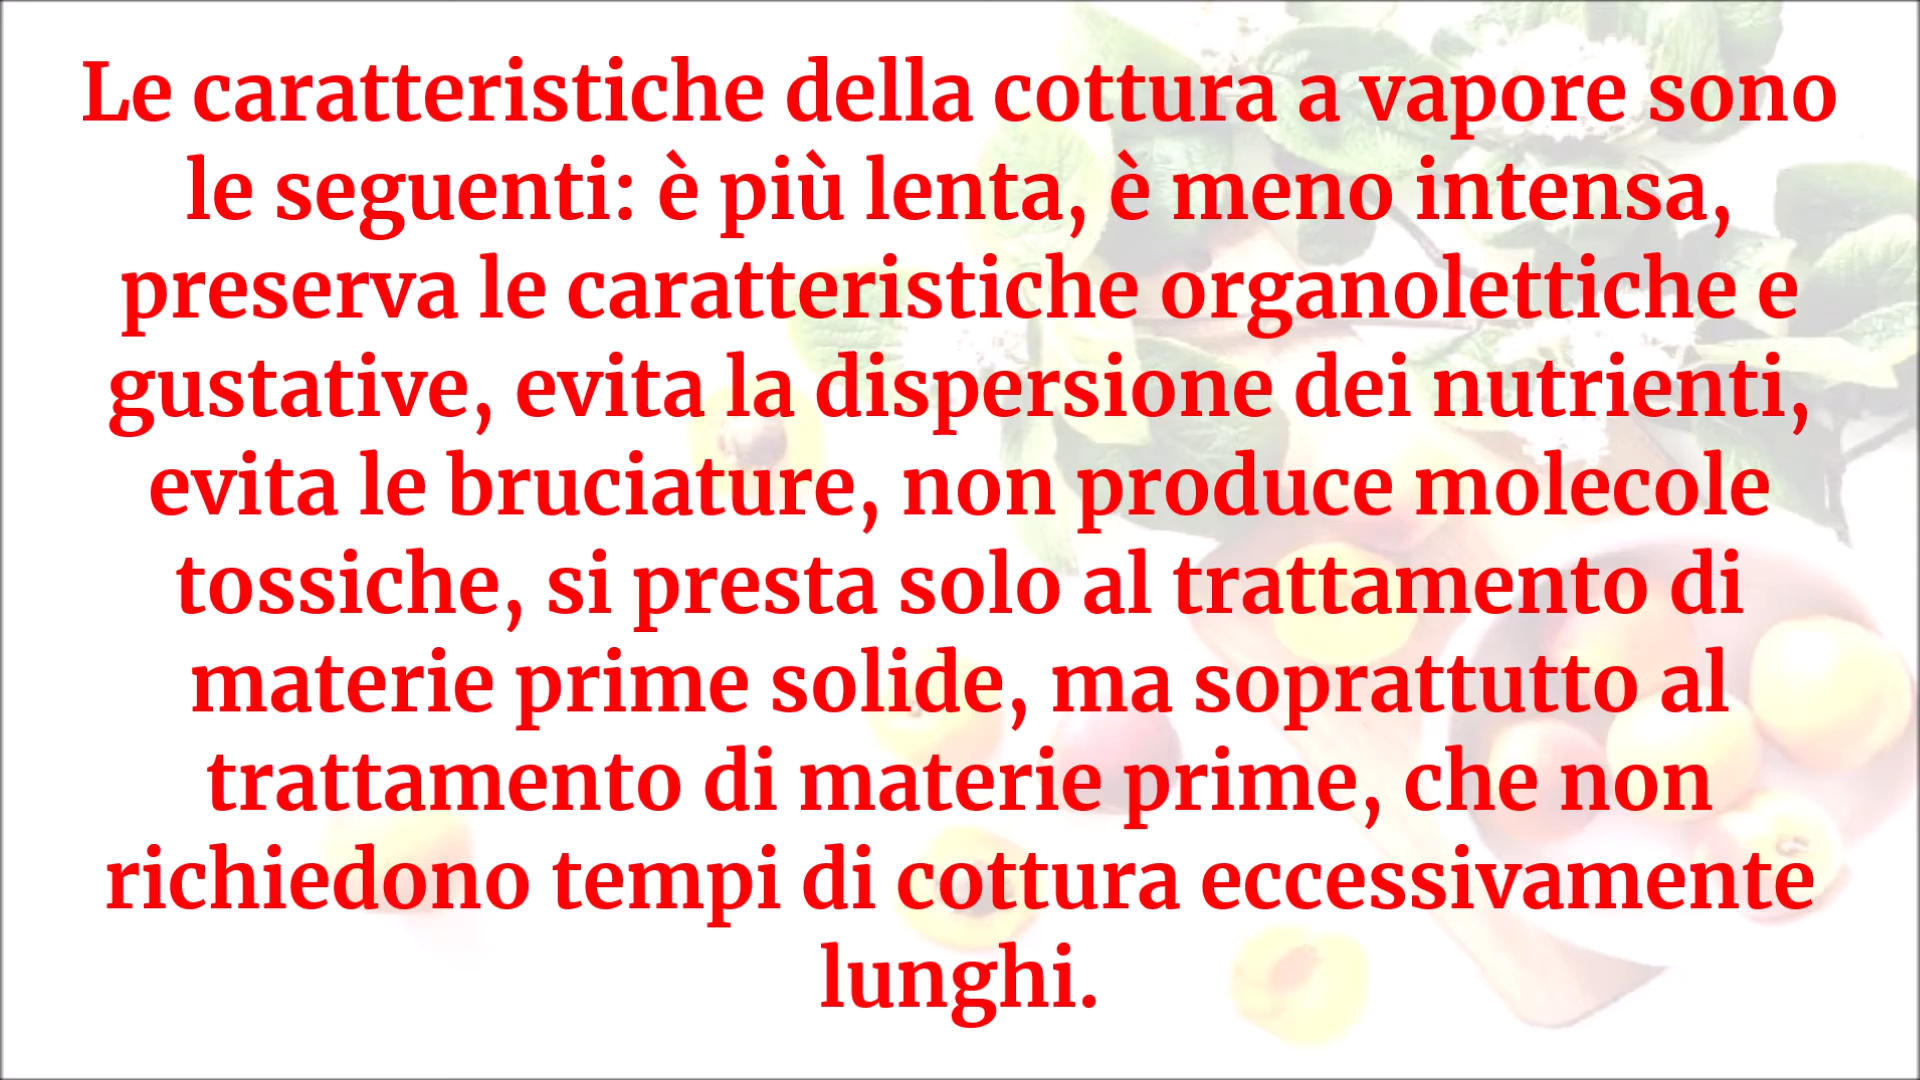 Le caratteristiche della cottura a vapore sono
le seguenti: è più lenta, è meno intensa,
preserva le caratteristiche organolettiche e
gustative, evita la dispersione dei nutrienti,
evita le bruciature, non produce molecole
tossiche, si presta solo al trattamento di
materie prime solide, ma soprattutto al
trattamento di materie prime, che non
richiedono tempi di cottura eccessivamente
lunghi.